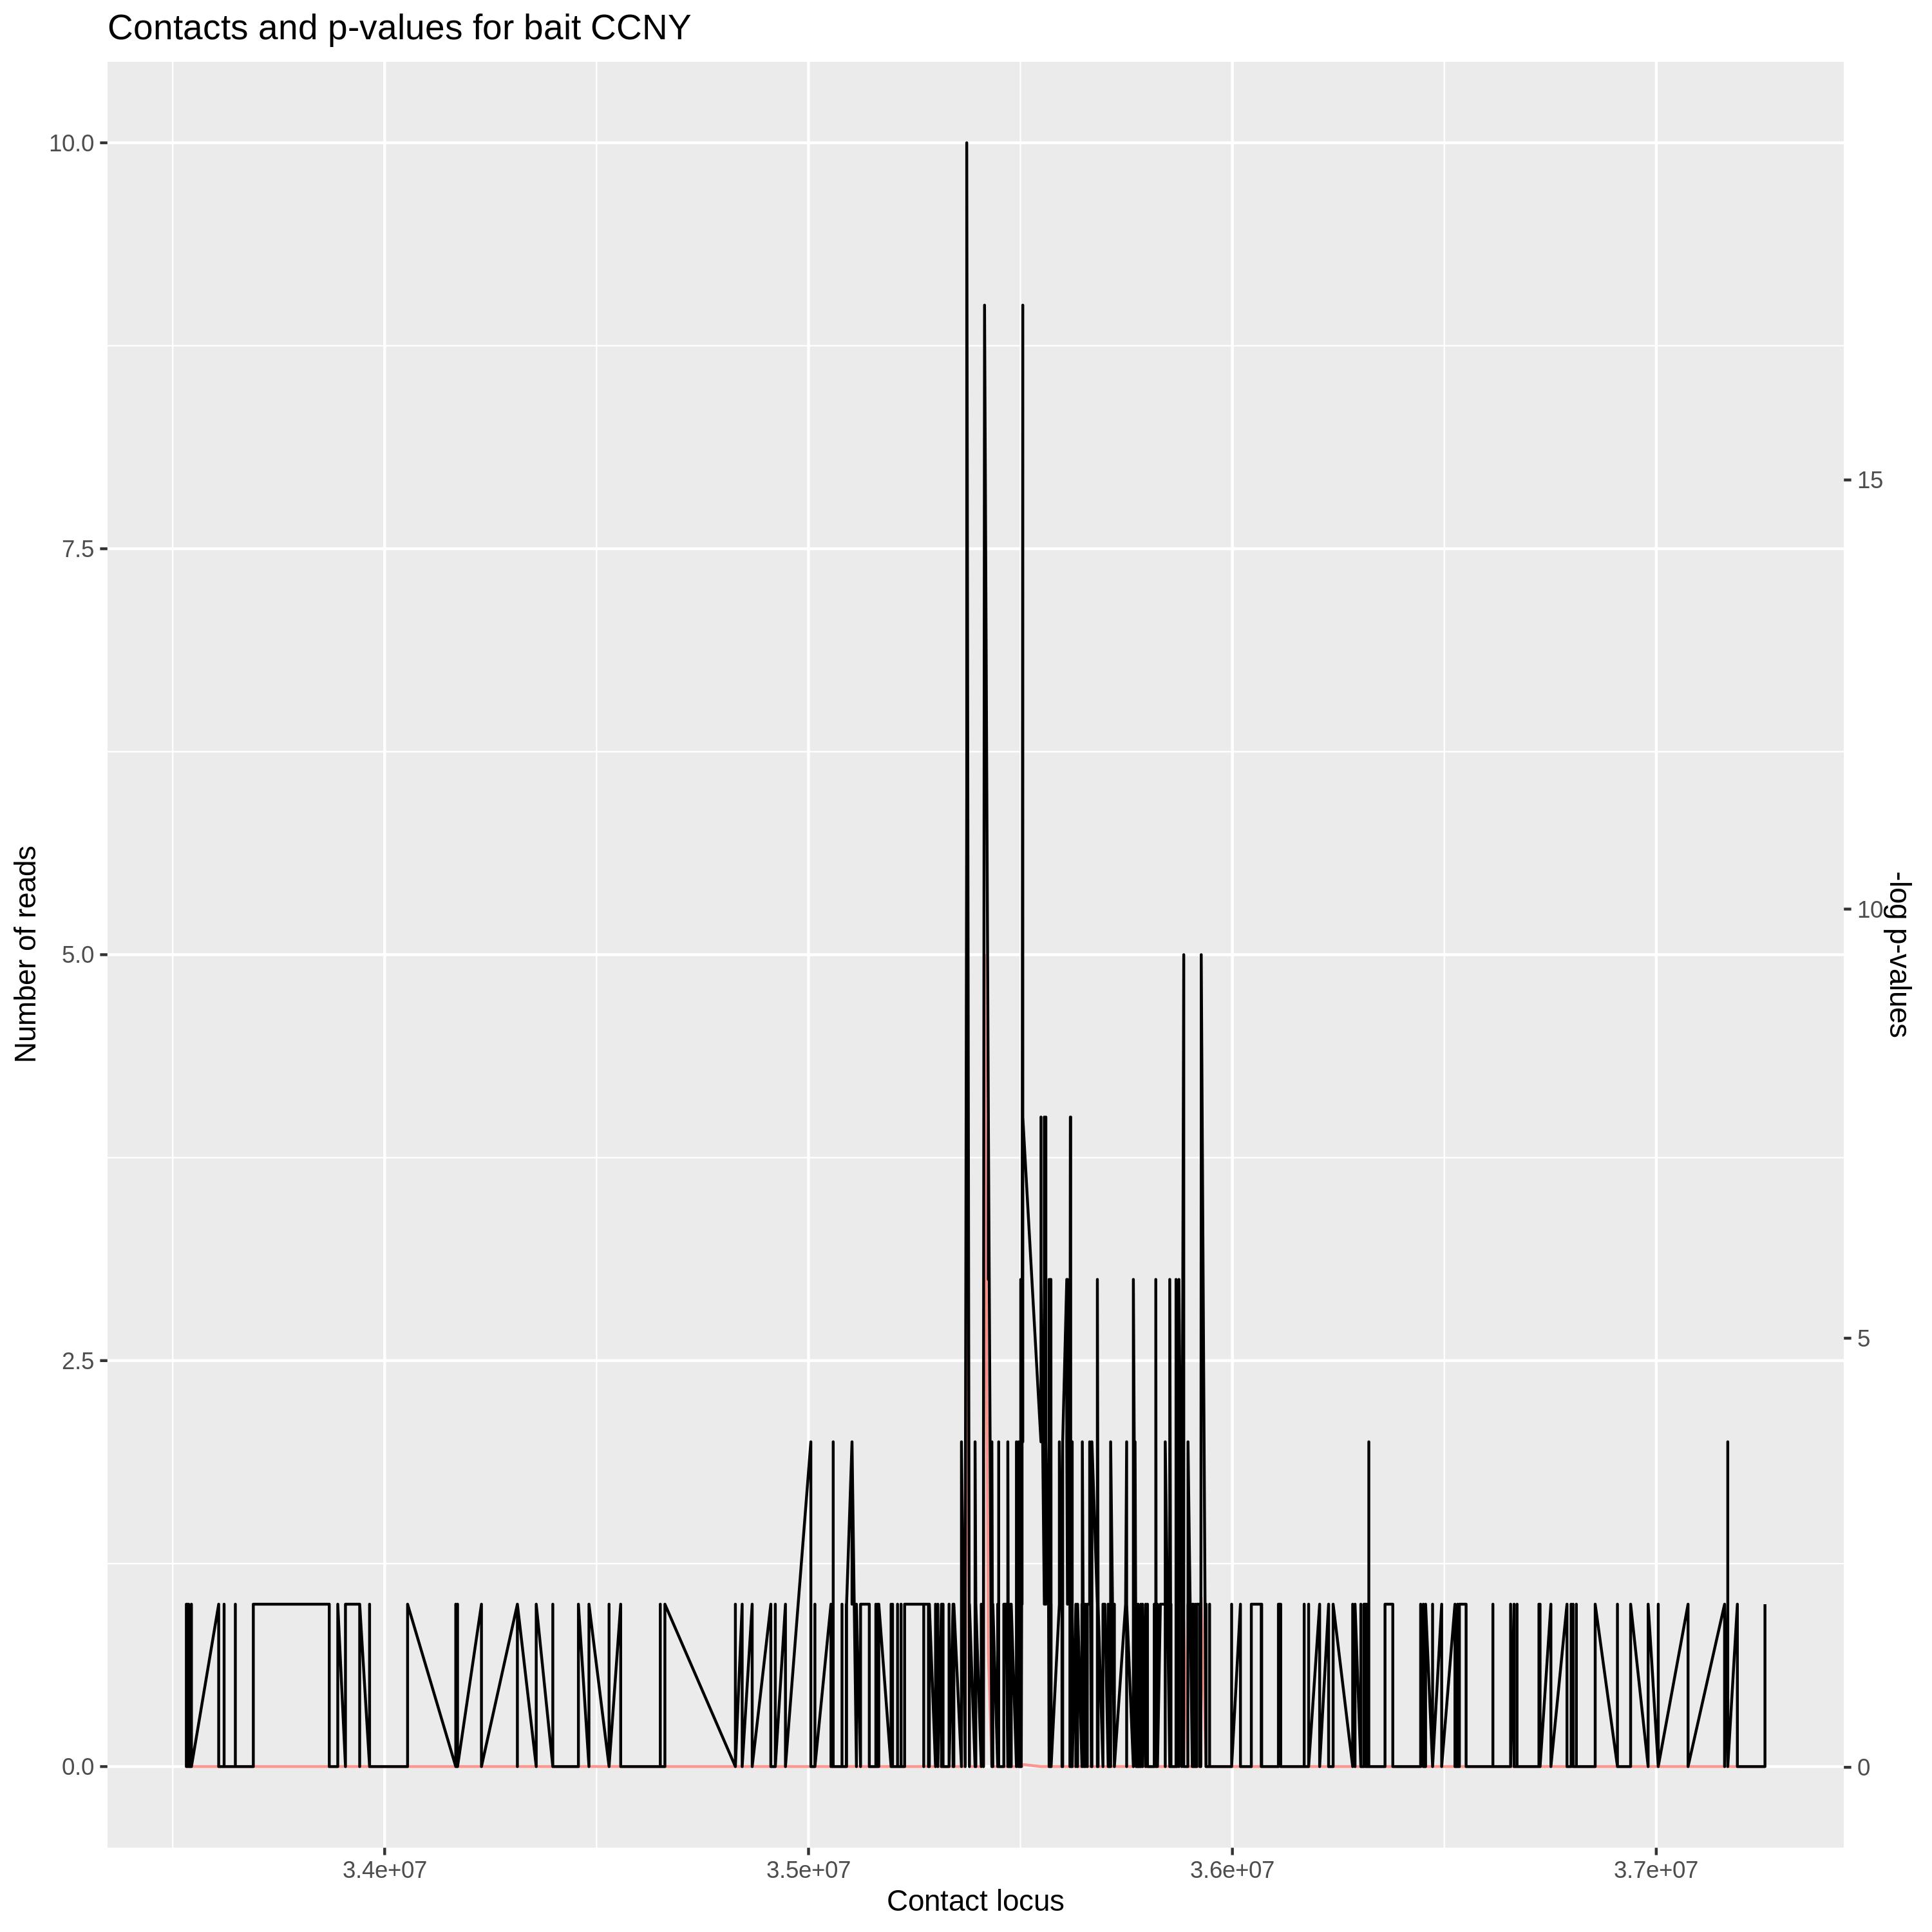 Contacts and p-values for bait CCNY
10.0
7.5
5.0
2.5
0.0
Number of reads
15
10
5
0
-log p-values
3.4e+07
3.5e+07
3.6e+07
3.7e+07
Contact locus